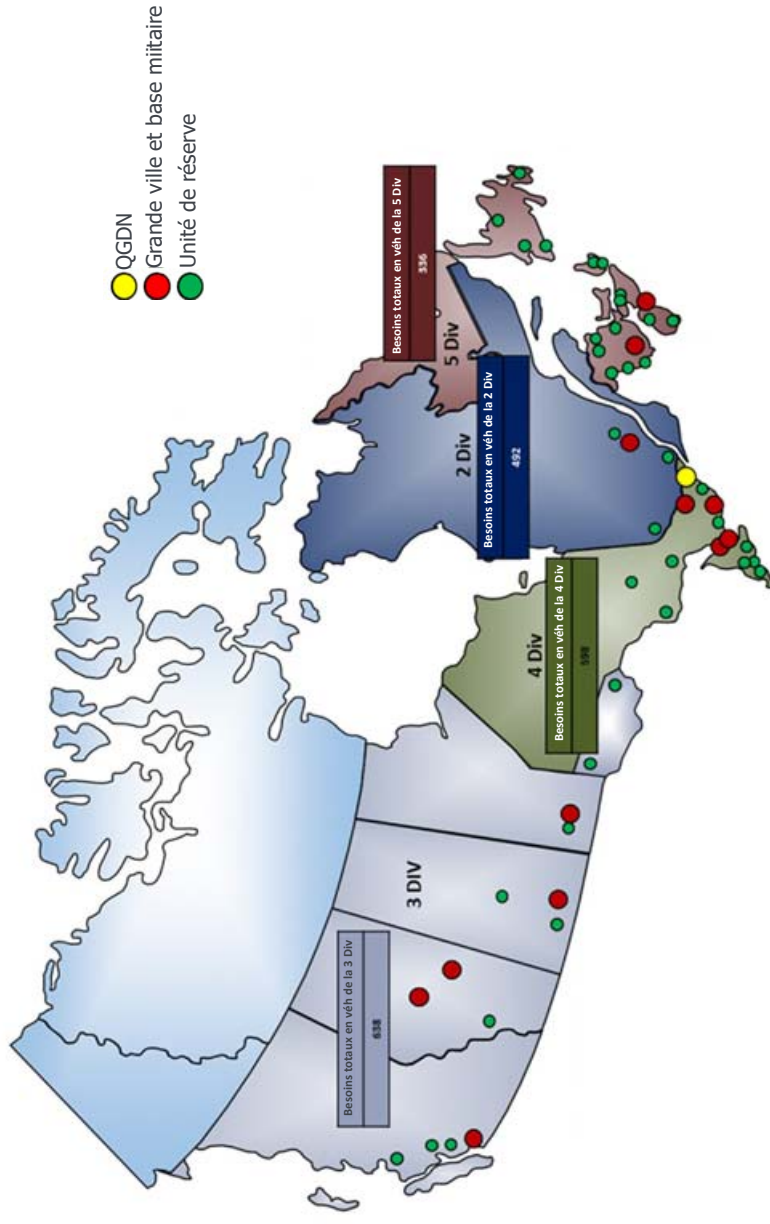 QGDN
Grande ville et base miitaire
Unité de réserve
Besoins totaux en véh de la 5 Div
336
5 Div
Besoins totaux en véh de la 2 Div
492
2 Div
Besoins totaux en véh de la 4 Div
598
4 Div
Besoins totaux en véh de la 3 Div
638
3 DIV